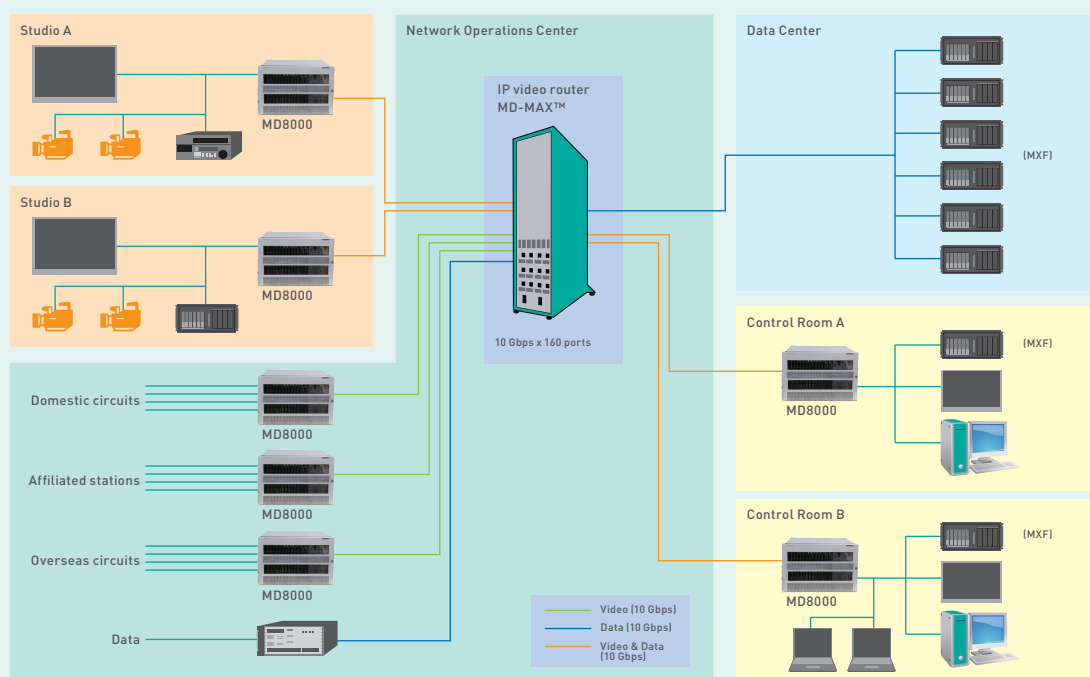 Studio A
MD8000
Studio B
MD8000
Network Operations Center
IP video router
MD-MAX™
10 Gbps x 160 ports
Domestic circuits
MD8000
Affiliated stations
MD8000
Overseas circuits
MD8000
Data
Video (10 Gbps)
Data (10 Gbps)
Video & Data
(10 Gbps)
Data Center
(MXF)
Control Room A
(MXF)
MD8000
Control Room B
(MXF)
MD8000